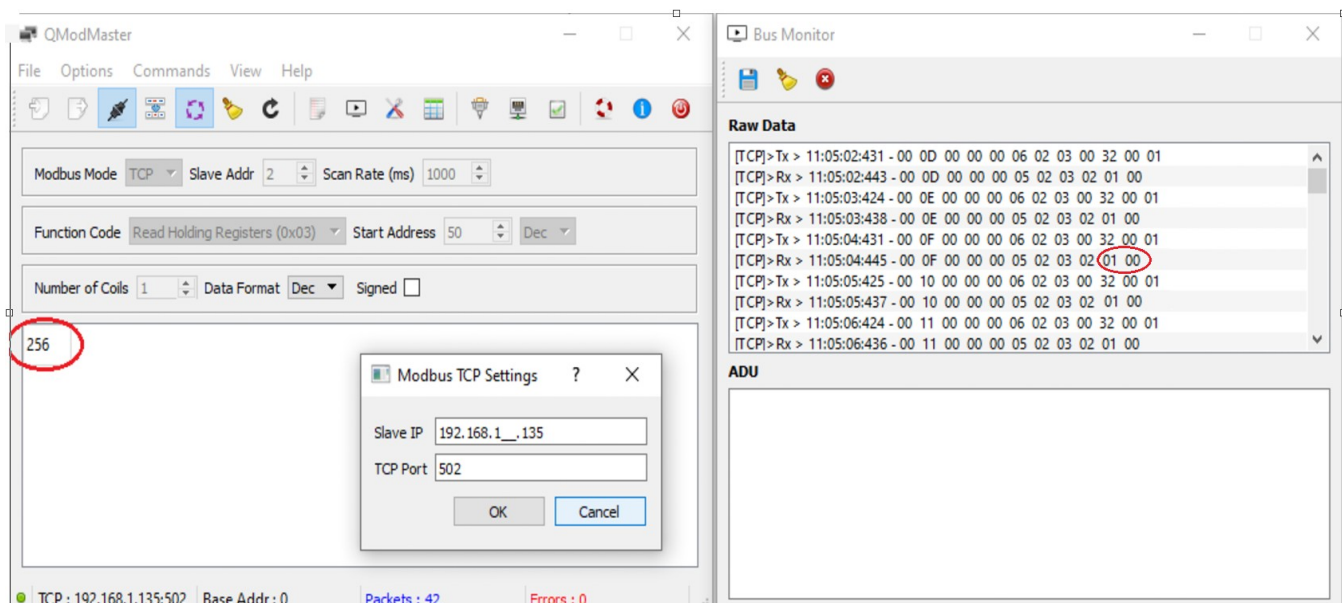 QModMaster
File Options Commands View Help
Modbus Mode TCP Slave Addr 2 Scan Rate (ms) 1000
Function Code Read Holding Registers (0x03) Start Address 50 Dec
Number of Coils 1 Data Format Dec Signed
256
Modbus TCP Settings ?
Slave IP 192.168.1__.135
TCP Port 502
OK Cancel
TCP : 192.168.1.135:502 Base Addr : 0 Packets : 42 Errors : 0
Bus Monitor
Raw Data
[TCP]>Tx > 11:05:02:431 - 00 0D 00 00 00 06 02 03 00 32 00 01
[TCP]>Rx > 11:05:02:443 - 00 0D 00 00 00 05 02 03 02 01 00
[TCP]>Tx > 11:05:03:424 - 00 0E 00 00 00 06 02 03 00 32 00 01
[TCP]>Rx > 11:05:03:438 - 00 0E 00 00 00 05 02 03 02 01 00
[TCP]>Tx > 11:05:04:431 - 00 0F 00 00 00 06 02 03 00 32 00 01
[TCP]>Rx > 11:05:04:445 - 00 0F 00 00 00 05 02 03 02 01 00
[TCP]>Tx > 11:05:05:425 - 00 10 00 00 00 06 02 03 00 32 00 01
[TCP]>Rx > 11:05:05:437 - 00 10 00 00 00 05 02 03 02 01 00
[TCP]>Tx > 11:05:06:424 - 00 11 00 00 00 06 02 03 00 32 00 01
[TCP]>Rx > 11:05:06:436 - 00 11 00 00 00 05 02 03 02 01 00
ADU